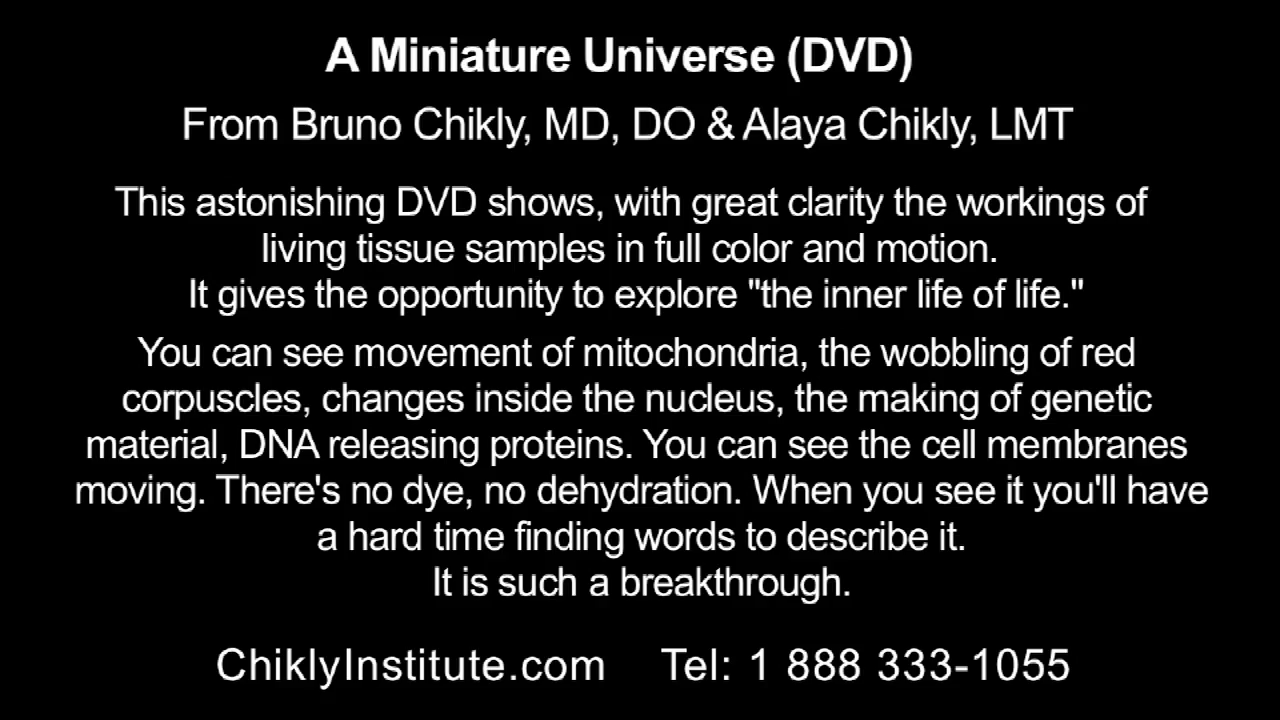 A Miniature Universe (DVD)
From Bruno Chikly, MD, DO & Alaya Chikly, LMT
This astonishing DVD shows, with great clarity the workings of
living tissue samples in full color and motion.
It gives the opportunity to explore "the inner life of life."
You can see movement of mitochondria, the wobbling of red
corpuscles, changes inside the nucleus, the making of genetic
material, DNA releasing proteins. You can see the cell membranes
moving. There's no dye, no dehydration. When you see it you'll have
a hard time finding words to describe it.
It is such a breakthrough.
ChiklyInstitute.com Tel: 1 888 333-1055